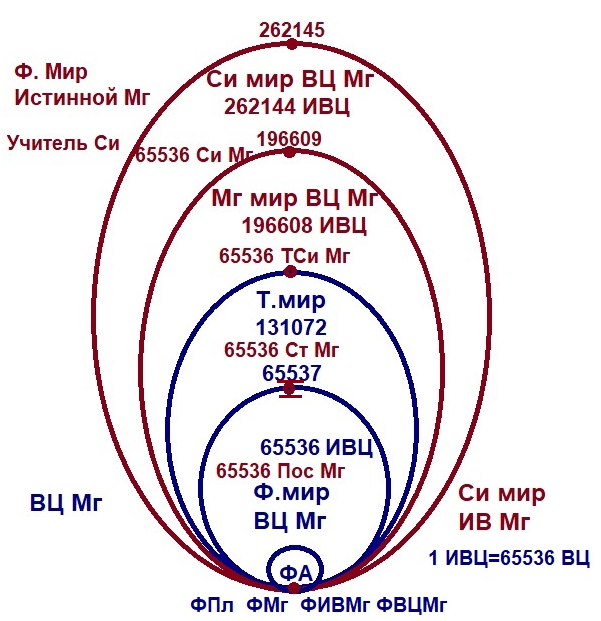 262145
Ф. Мир
Истинной Мг
Си мир ВЦ Мг
262144 ИВЦ
Учитель Си
196609
65536 Си Мг
Мг мир ВЦ Мг
196608 ИВЦ
65536 ТСи Мг
Т.мир
131072
65536 Ст Мг
65537
65536 ИВЦ
65536 Пос Мг
Ф.мир
ВЦ Мг
ВЦ Мг
Си мир
ИВ Мг
1 ИВЦ=65536 ВЦ
ФА
ФПл ФМг ФИВМг ФВЦМг